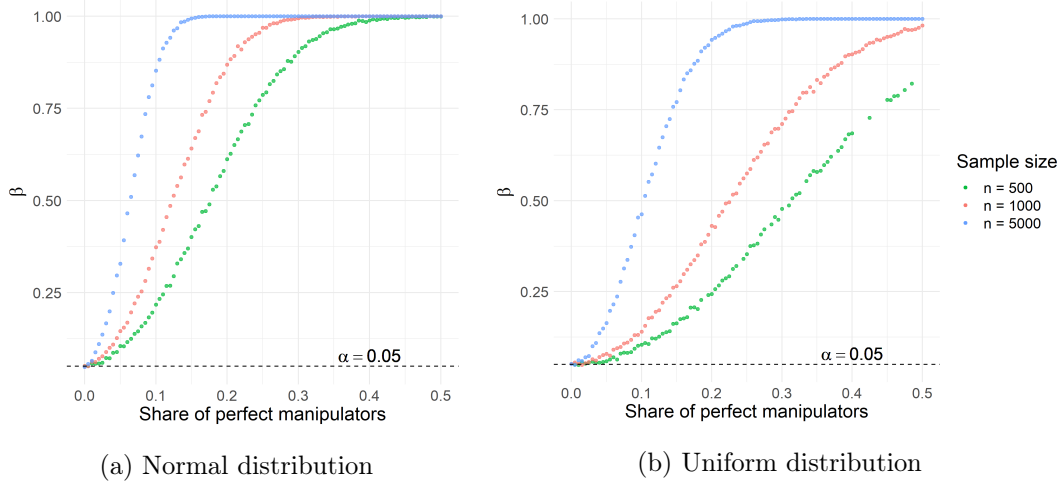 1.00
0.75
0.50
0.25
β
α = 0.05
0.0 0.1 0.2 0.3 0.4 0.5
Share of perfect manipulators
(a) Normal distribution
1.00
0.75
0.50
0.25
β
α = 0.05
0.0 0.1 0.2 0.3 0.4 0.5
Share of perfect manipulators
(b) Uniform distribution
Sample size
n = 500
n = 1000
n = 5000